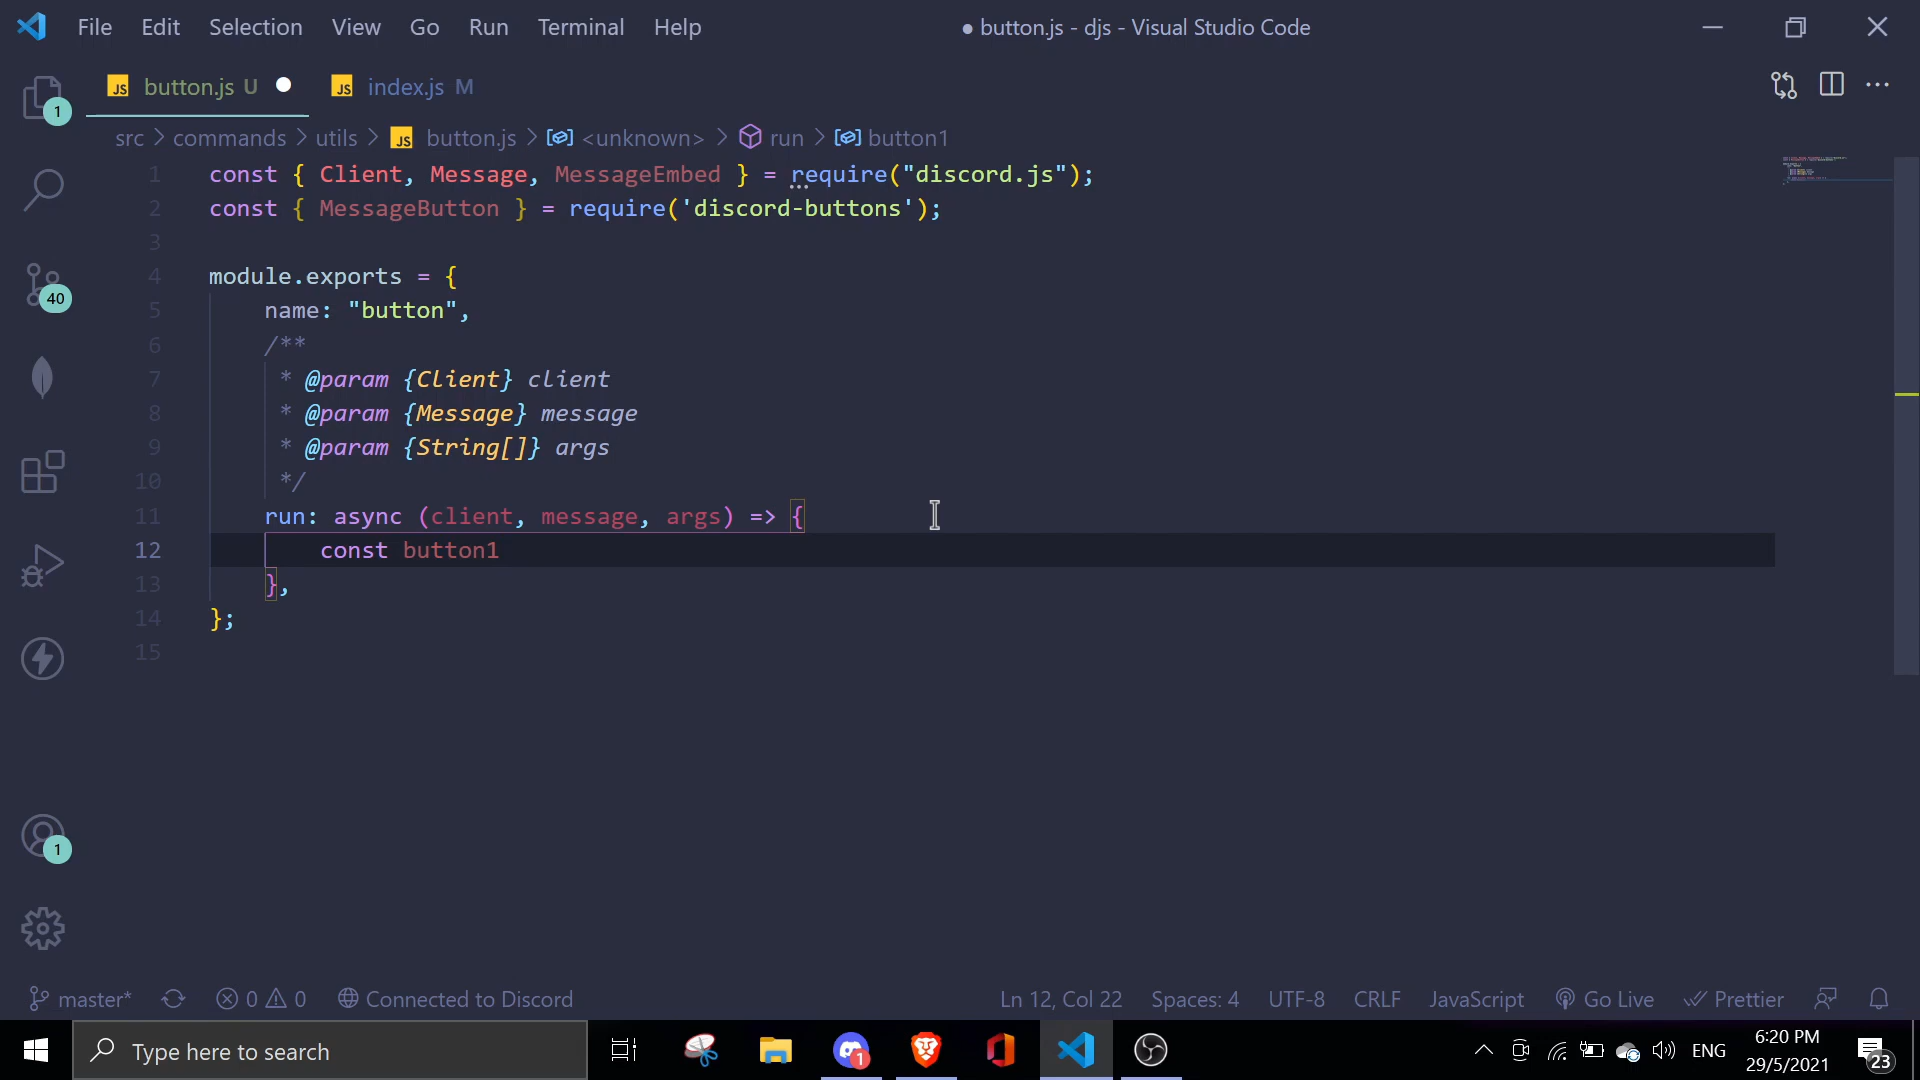 File Edit Selection View Go Run Terminal Help ● button.js - djs - Visual Studio Code
JS button.js U ● JS index.js M
1
src > commands > utils > JS button.js > <unknown> > run > button1
1 const { Client, Message, MessageEmbed } = require("discord.js");
2 const { MessageButton } = require('discord-buttons');
3
4 module.exports = {
5 name: "button",
6 /**
7 * @param {Client} client
8 * @param {Message} message
9 * @param {String[]} args
10 */
11 run: async (client, message, args) => {
12 const button1
13 },
14 };
15
40
1
master* 0 0 Connected to Discord Ln 12, Col 22 Spaces: 4 UTF-8 CRLF JavaScript Go Live Prettier
Type here to search 1 ENG 6:20 PM 29/5/2021 23